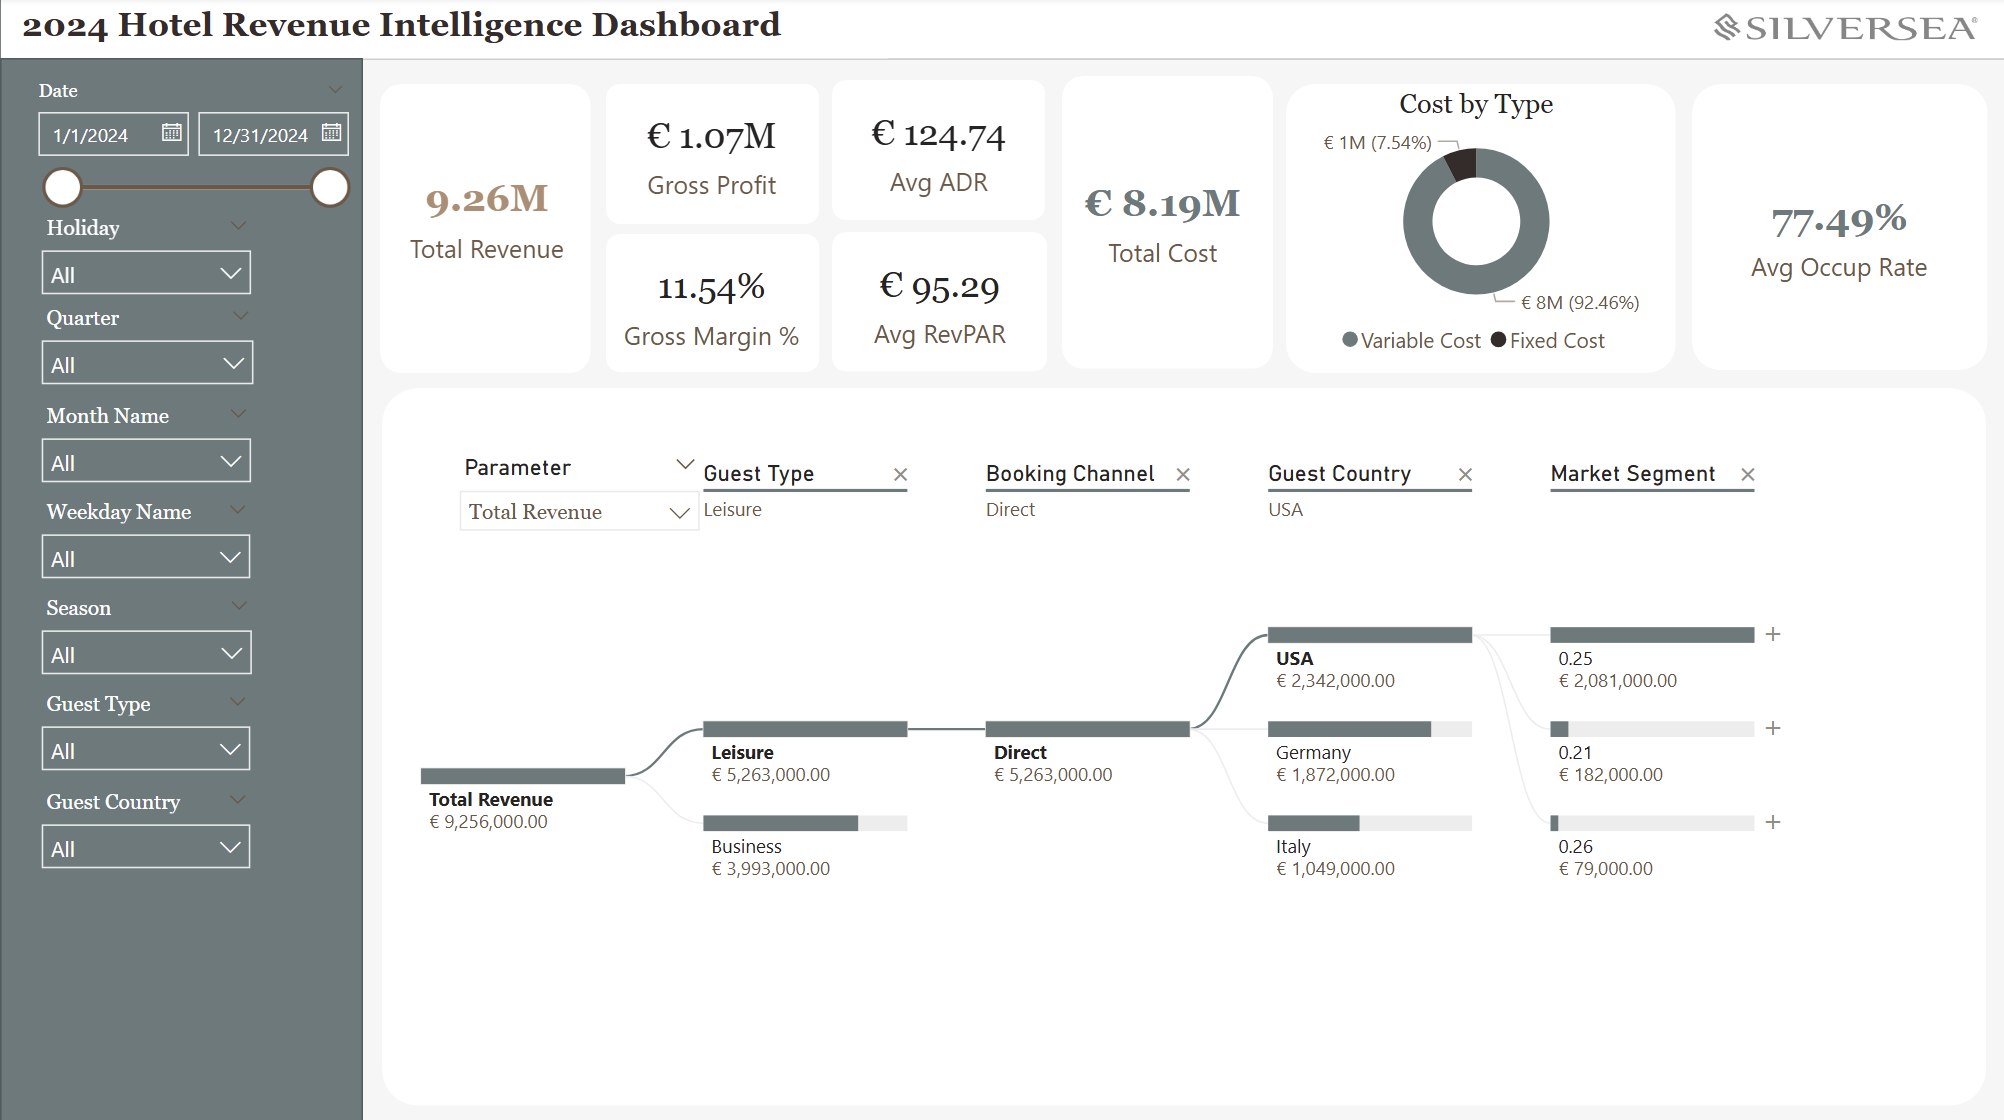 2024 Hotel Revenue Intelligence Dashboard
SILVERSEA®
Date
1/1/2024
12/31/2024
Holiday
All
Quarter
All
Month Name
All
Weekday Name
All
Season
All
Guest Type
All
Guest Country
All
9.26M
Total Revenue
€ 1.07M
Gross Profit
11.54%
Gross Margin %
€ 124.74
Avg ADR
€ 95.29
Avg RevPAR
€ 8.19M
Total Cost
Cost by Type
€ 1M (7.54%)
€ 8M (92.46%)
Variable Cost
Fixed Cost
77.49%
Avg Occup Rate
Parameter
Total Revenue
Guest Type
Leisure
Booking Channel
Direct
Guest Country
USA
Market Segment
Total Revenue
€ 9,256,000.00
Leisure
€ 5,263,000.00
Business
€ 3,993,000.00
Direct
€ 5,263,000.00
USA
€ 2,342,000.00
Germany
€ 1,872,000.00
Italy
€ 1,049,000.00
0.25
€ 2,081,000.00
0.21
€ 182,000.00
0.26
€ 79,000.00